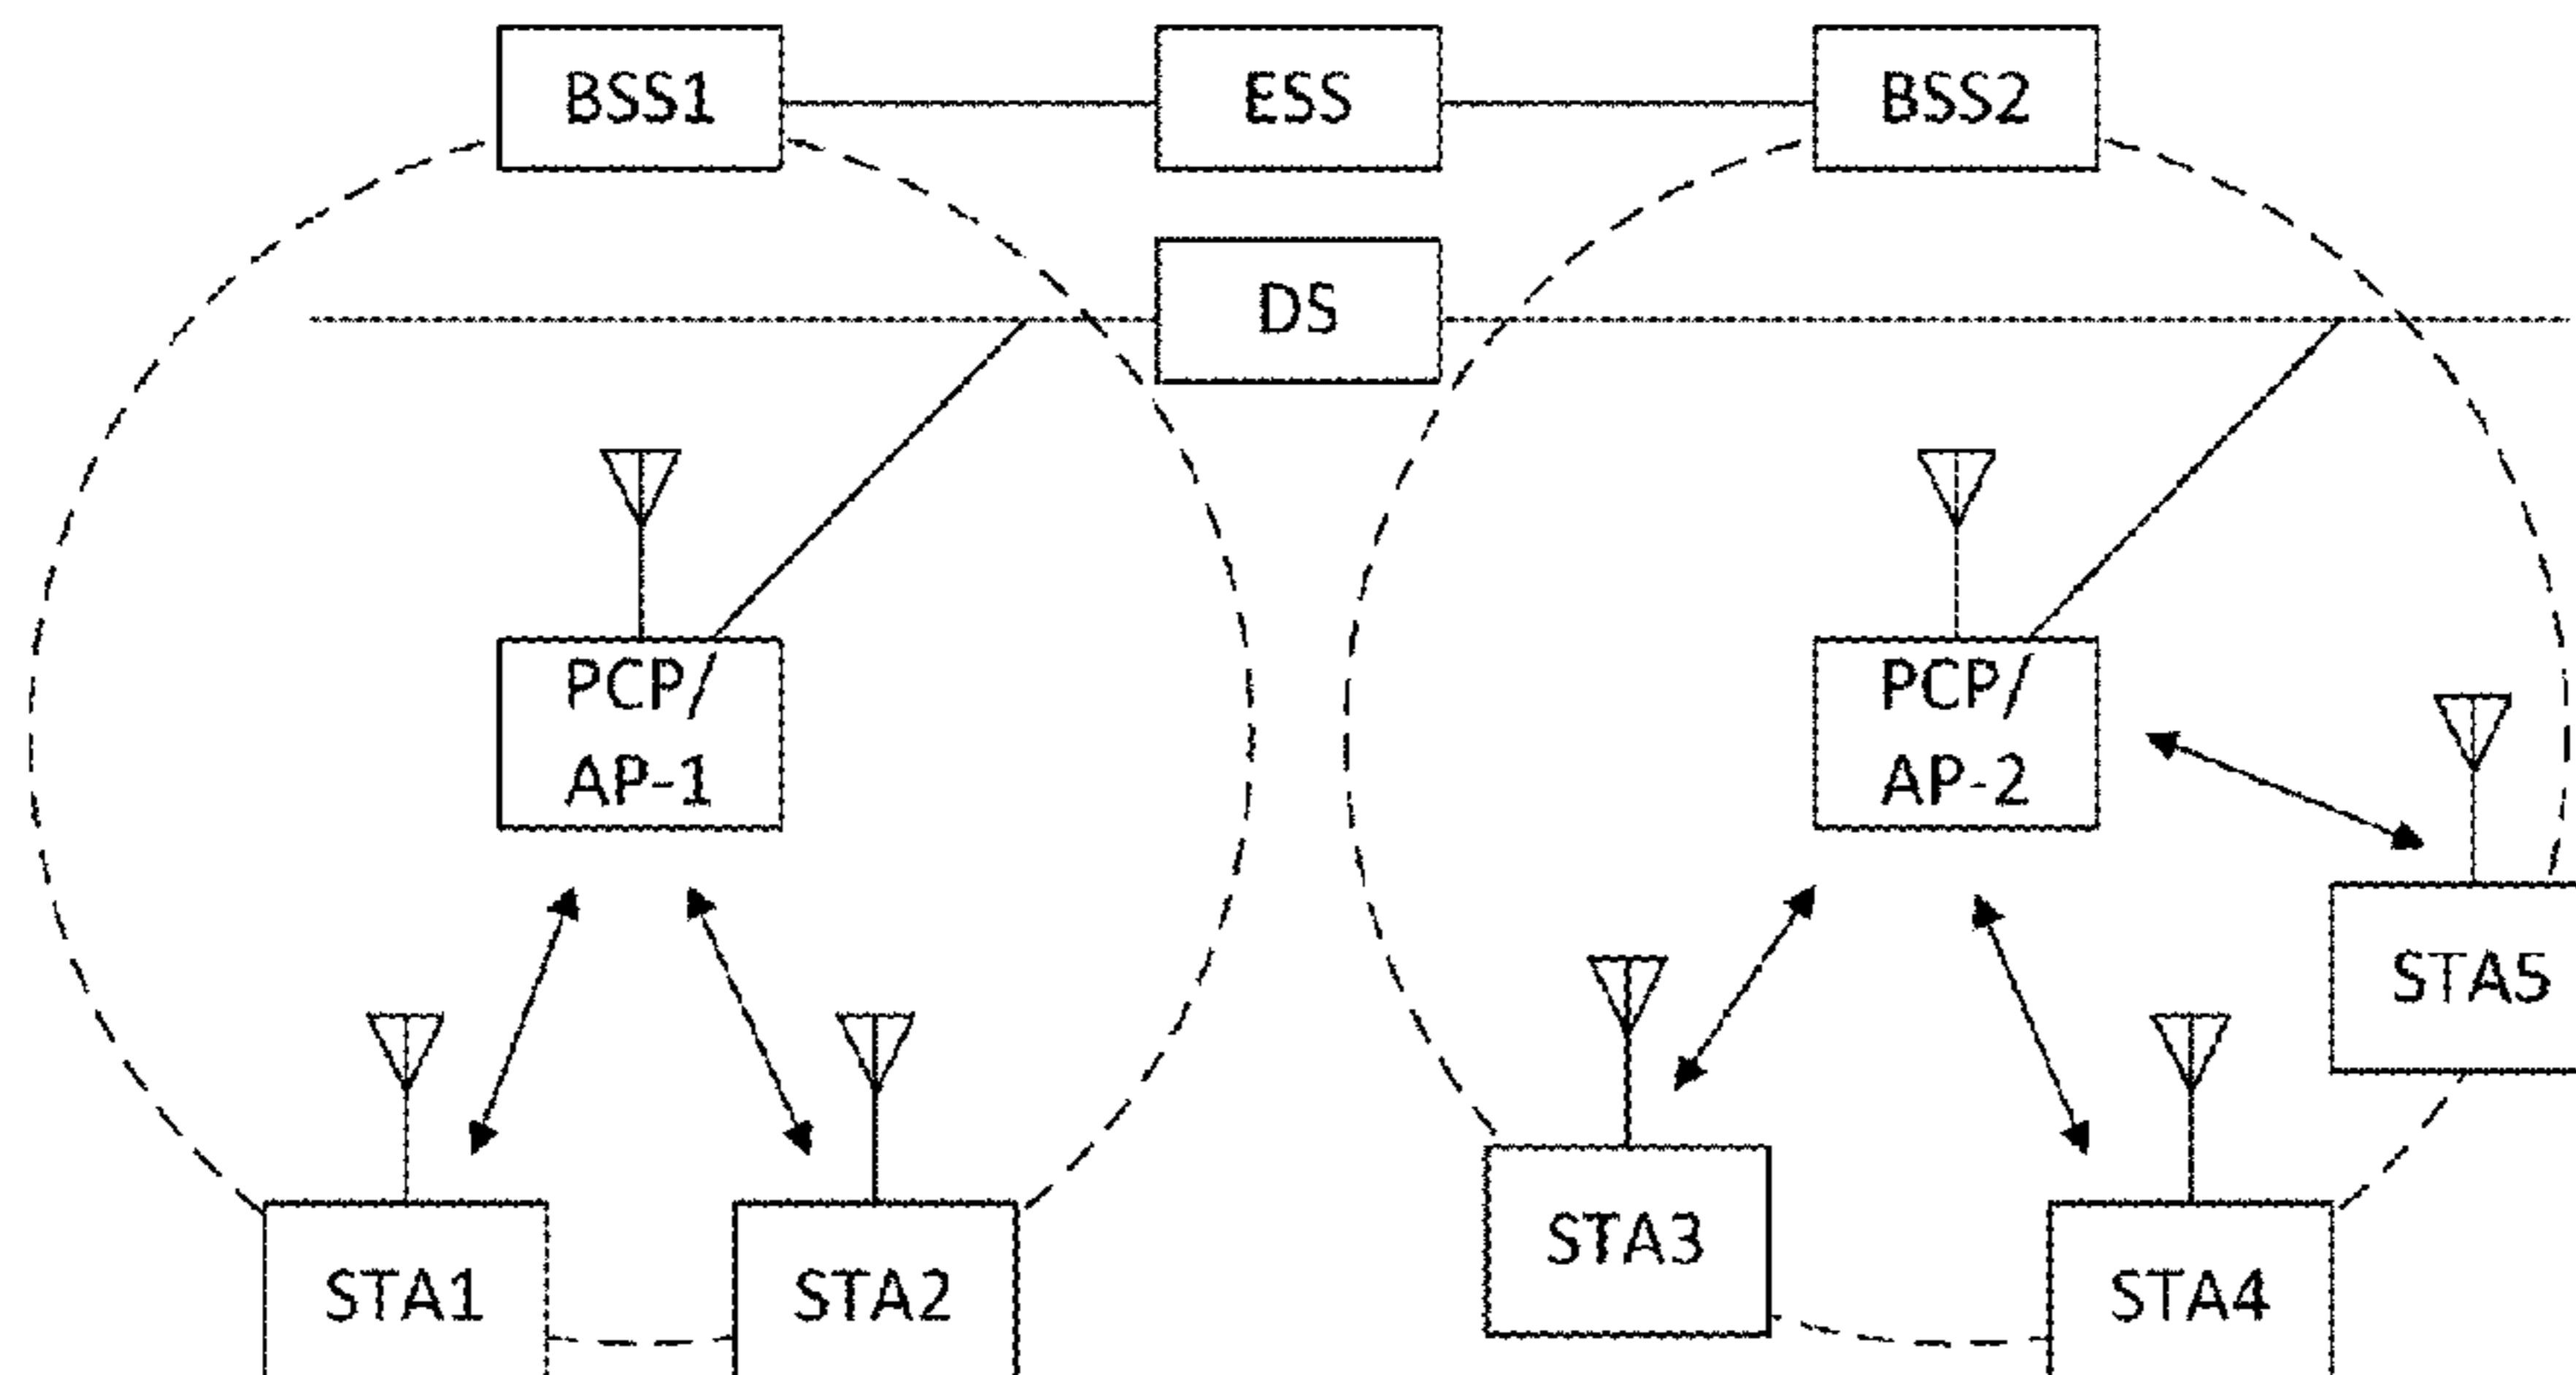 BSS1
ESS
BSS2
DS
PCP/
AP-1
PCP/
AP-2
STA5
STA3
STA1
STA2
STA4